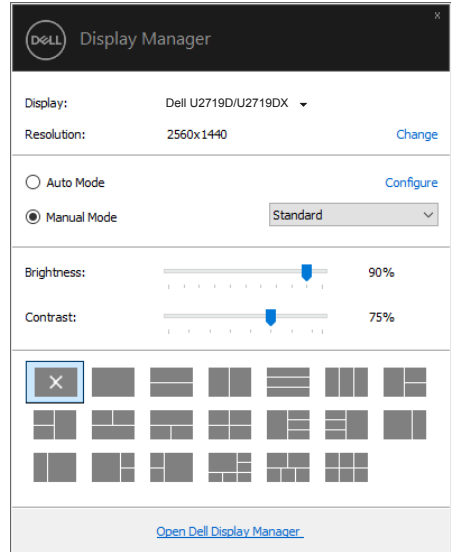 x
DELL Display Manager
Display: Dell U2719D/U2719DX
Resolution: 2560x1440 Change
Auto Mode Configure
Manual Mode Standard
Brightness: 90%
Contrast: 75%
Open Dell Display Manager